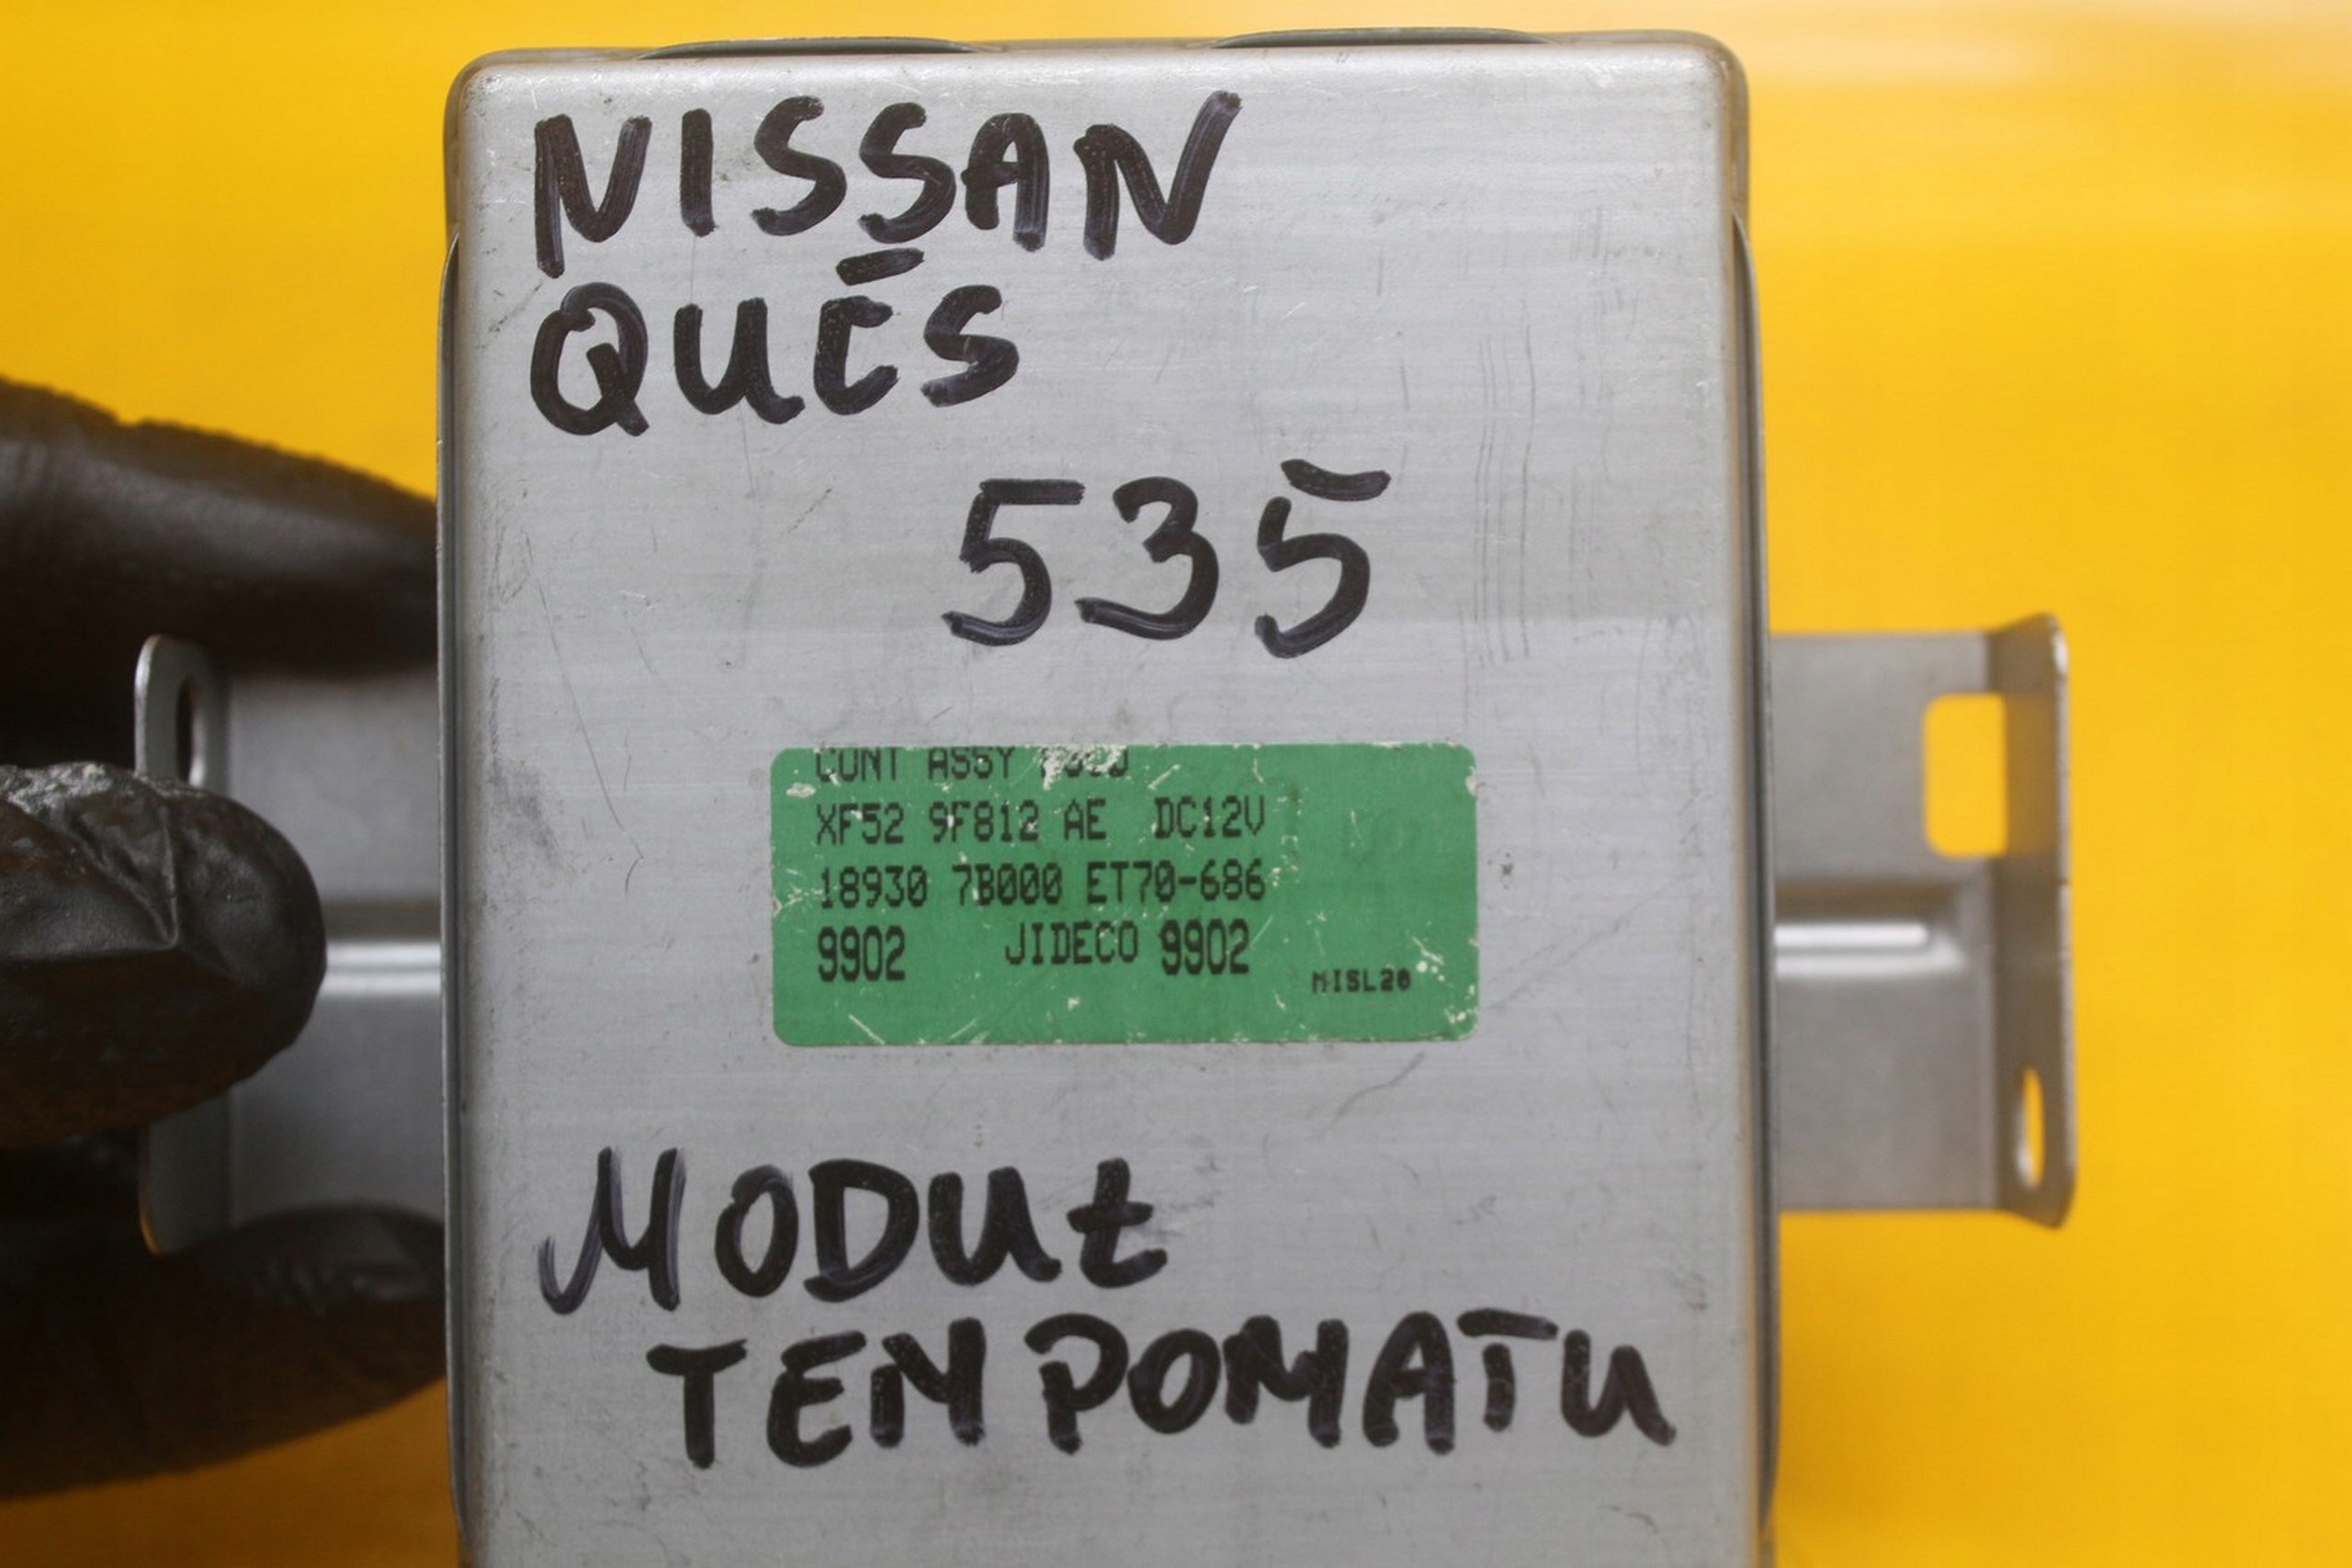 NISSAN
QUES
535
CONT ASSY
XF52 9F812 AE DC12V
18930 7B000 ET70-686
9902 JIDECO 9902
MISL20
MODUŁ
TEMPOMATU